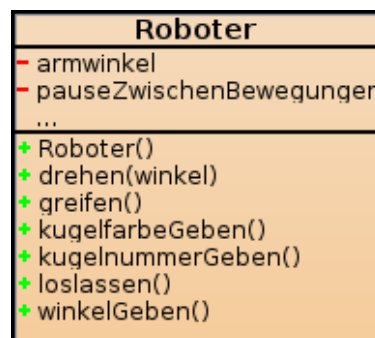 Roboter
- armwinkel
- pauseZwischenBewegungen
...
+ Roboter()
+ drehen(winkel)
+ greifen()
+ kugelfarbeGeben()
+ kugelnummerGeben()
+ loslassen()
+ winkelGeben()